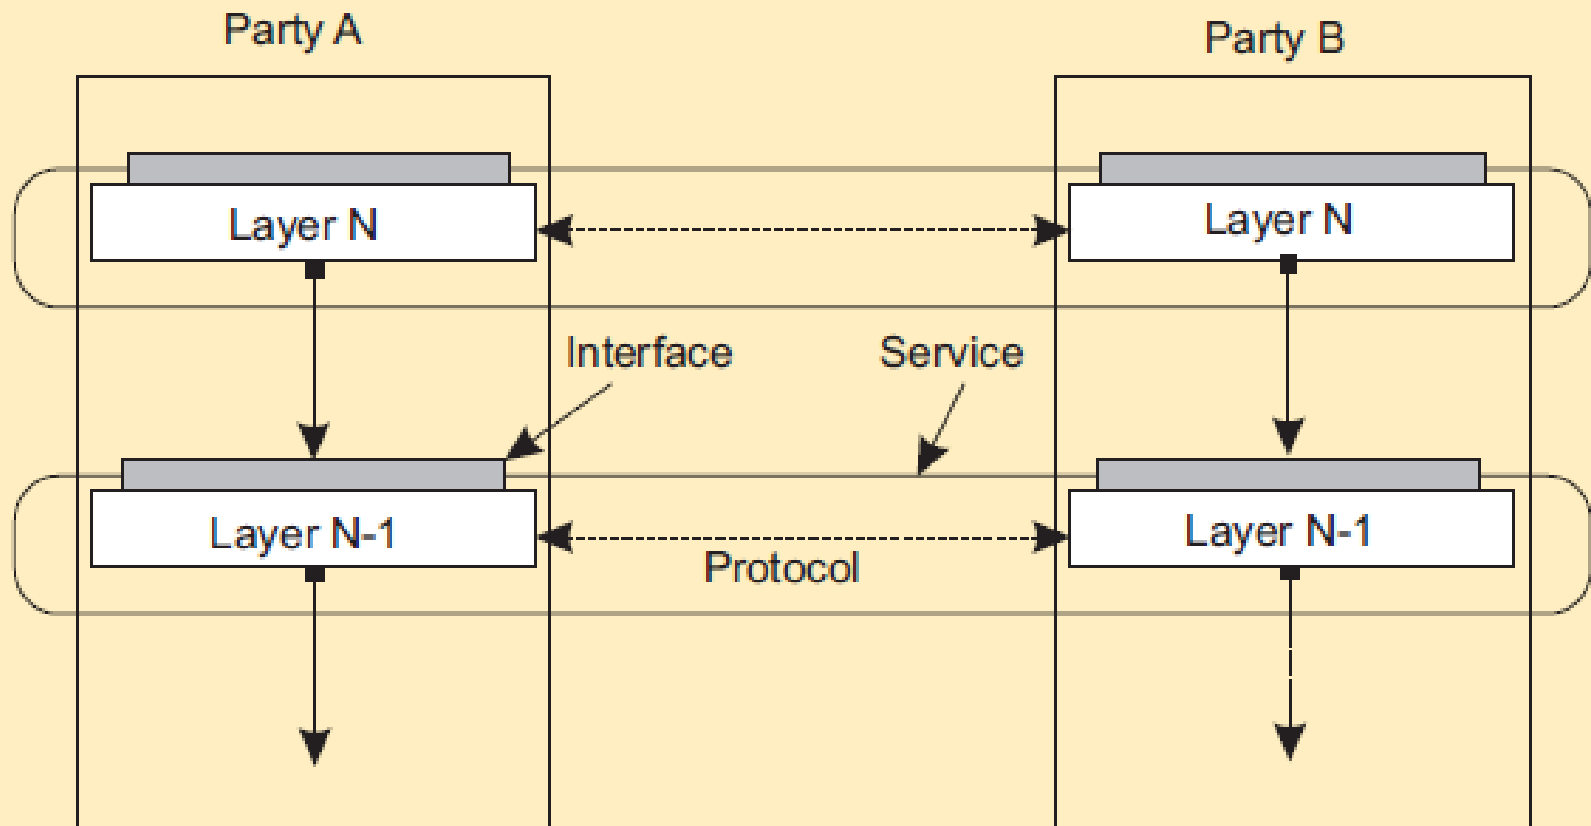 Party A
Party B
Layer N
Layer N
Interface
Service
Layer N-1
Layer N-1
Protocol